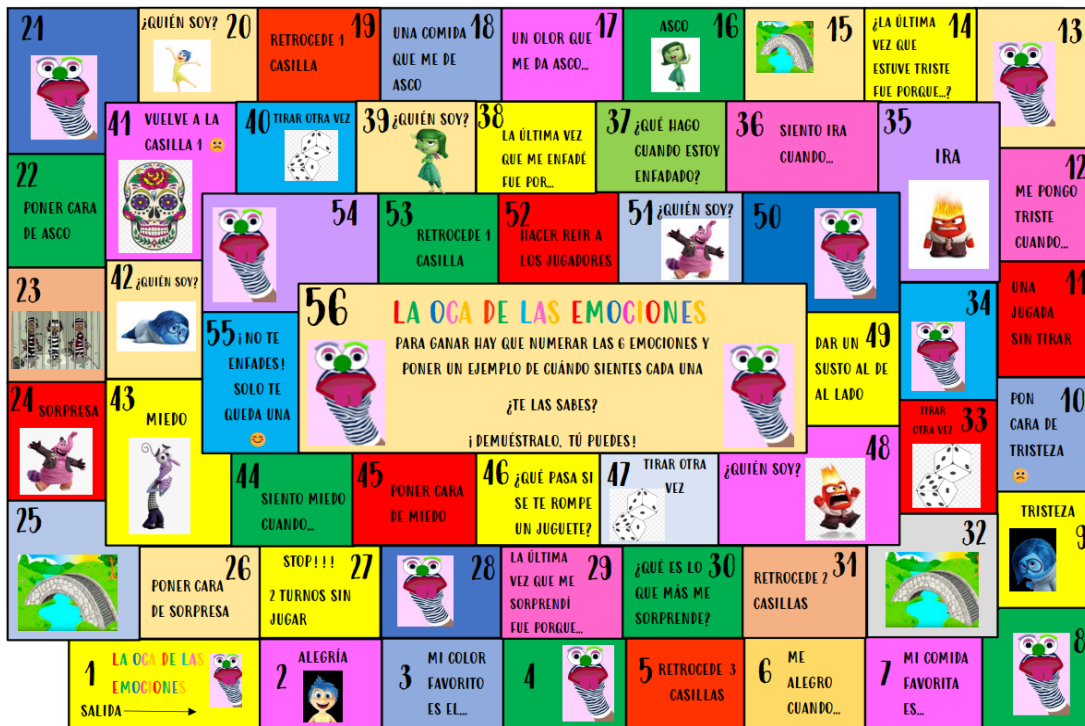 21
¿QUIÉN SOY? 20
RETROCEDE 1 19
CASILLA
UNA COMIDA 18
QUE ME DE
ASCO
17
UN OLOR QUE
ME DA ASCO...
ASCO 16
15
¿LA ÚLTIMA 14
VEZ QUE
ESTUVE TRISTE
FUE PORQUE...?
13
41 VUELVE A LA
CASILLA 1 ☹
40 TIRAR OTRA VEZ
39 ¿QUIÉN SOY?
38
LA ÚLTIMA VEZ
QUE ME ENFADÉ
FUE POR...
37 ¿QUÉ HAGO
CUANDO ESTOY
ENFADADO?
36 SIENTO IRA
CUANDO...
35
IRA
12
ME PONGO
TRISTE
CUANDO...
22
PONER CARA
DE ASCO
54
53
RETROCEDE 1
CASILLA
52
HACER REIR A
LOS JUGADORES
51 ¿QUIÉN SOY?
50
11
UNA
JUGADA
SIN TIRAR
23
42 ¿QUIÉN SOY?
55 ¡NO TE
ENFADES!
SOLO TE
QUEDA UNA
😊
56
LA OCA DE LAS EMOCIONES
PARA GANAR HAY QUE NUMERAR LAS 6 EMOCIONES Y
PONER UN EJEMPLO DE CUÁNDO SIENTES CADA UNA
¿TE LAS SABES?
¡DEMUÉSTRALO, TÚ PUEDES!
DAR UN 49
SUSTO AL DE
AL LADO
34
10
PON
CARA DE
TRISTEZA
☹
24 SORPRESA
43
MIEDO
44
SIENTO MIEDO
CUANDO...
45
PONER CARA
DE MIEDO
46 ¿QUÉ PASA SI
SE TE ROMPE
UN JUGUETE?
47 TIRAR OTRA
VEZ
¿QUIÉN SOY? 48
TIRAR
OTRA VEZ 33
TRISTEZA
9
25
26
PONER CARA
DE SORPRESA
STOP!!! 27
2 TURNOS SIN
JUGAR
28
LA ÚLTIMA
VEZ QUE ME 29
SORPRENDÍ
FUE PORQUE...
¿QUÉ ES LO 30
QUE MÁS ME
SORPRENDE?
31
RETROCEDE 2
CASILLAS
32
8
1 LA OCA DE LAS
EMOCIONES
SALIDA
2 ALEGRÍA
3 MI COLOR
FAVORITO
ES EL...
4
5 RETROCEDE 3
CASILLAS
6 ME
ALEGRO
CUANDO...
7 MI COMIDA
FAVORITA
ES...